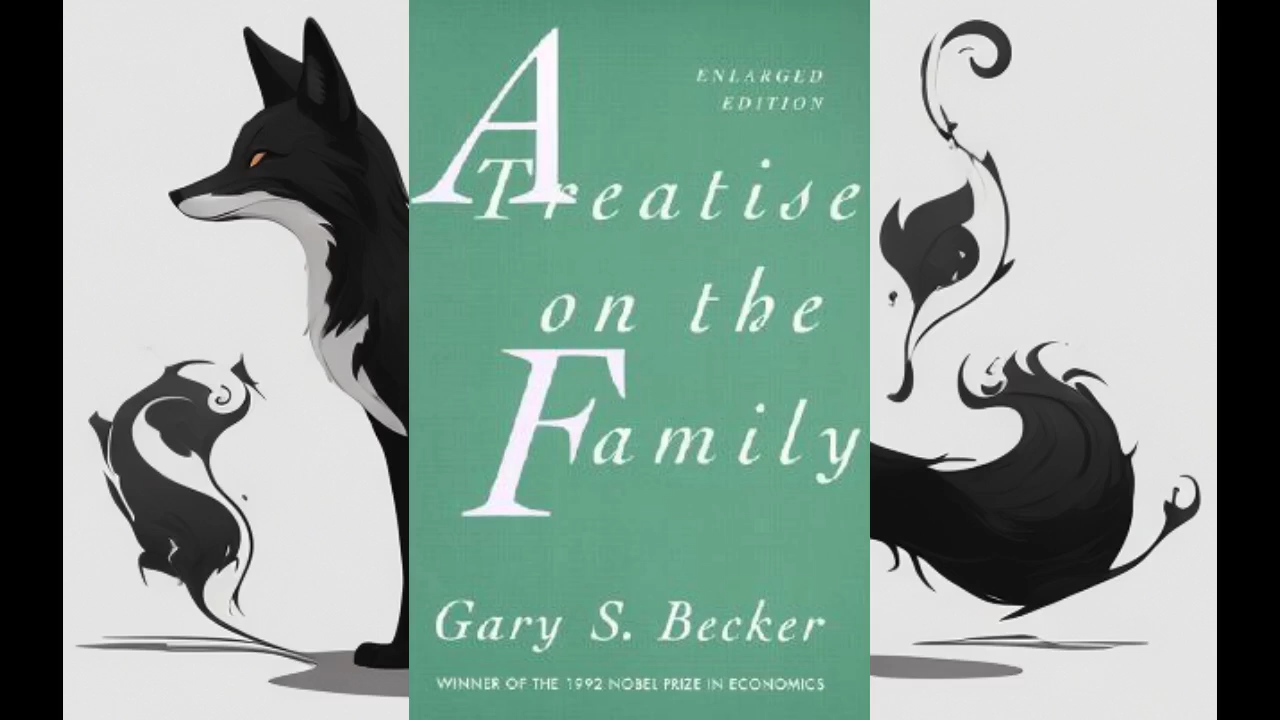 ENLARGED
EDITION
A
Treatise
on the
Family
Gary S. Becker
WINNER OF THE 1992 NOBEL PRIZE IN ECONOMICS